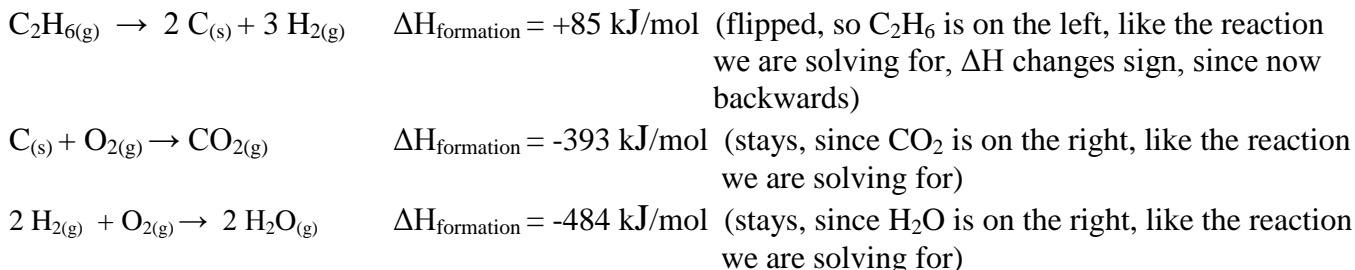 C₂H₆(g) → 2 C(s) + 3 H₂(g) ΔHformation = +85 kJ/mol (flipped, so C₂H₆ is on the left, like the reaction
we are solving for, ΔH changes sign, since now
backwards)
C(s) + O₂(g) → CO₂(g) ΔHformation = -393 kJ/mol (stays, since CO₂ is on the right, like the reaction
we are solving for)
2 H₂(g) + O₂(g) → 2 H₂O(g) ΔHformation = -484 kJ/mol (stays, since H₂O is on the right, like the reaction
we are solving for)